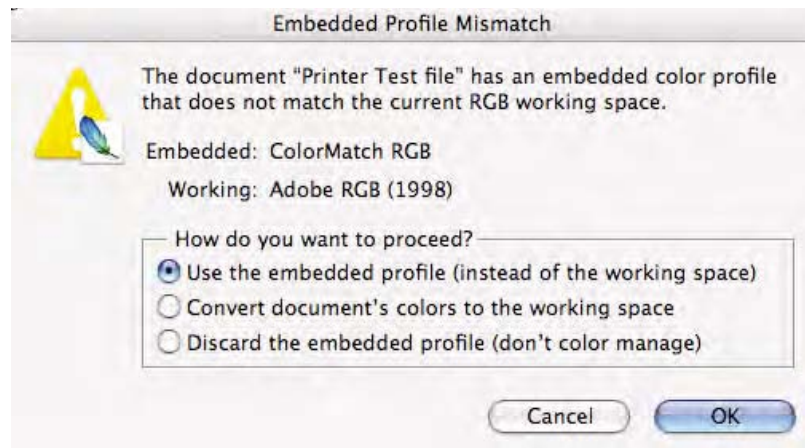 Embedded Profile Mismatch
The document “Printer Test file” has an embedded color profile
that does not match the current RGB working space.
Embedded: ColorMatch RGB
Working: Adobe RGB (1998)
How do you want to proceed?
Use the embedded profile (instead of the working space)
Convert document's colors to the working space
Discard the embedded profile (don't color manage)
Cancel OK